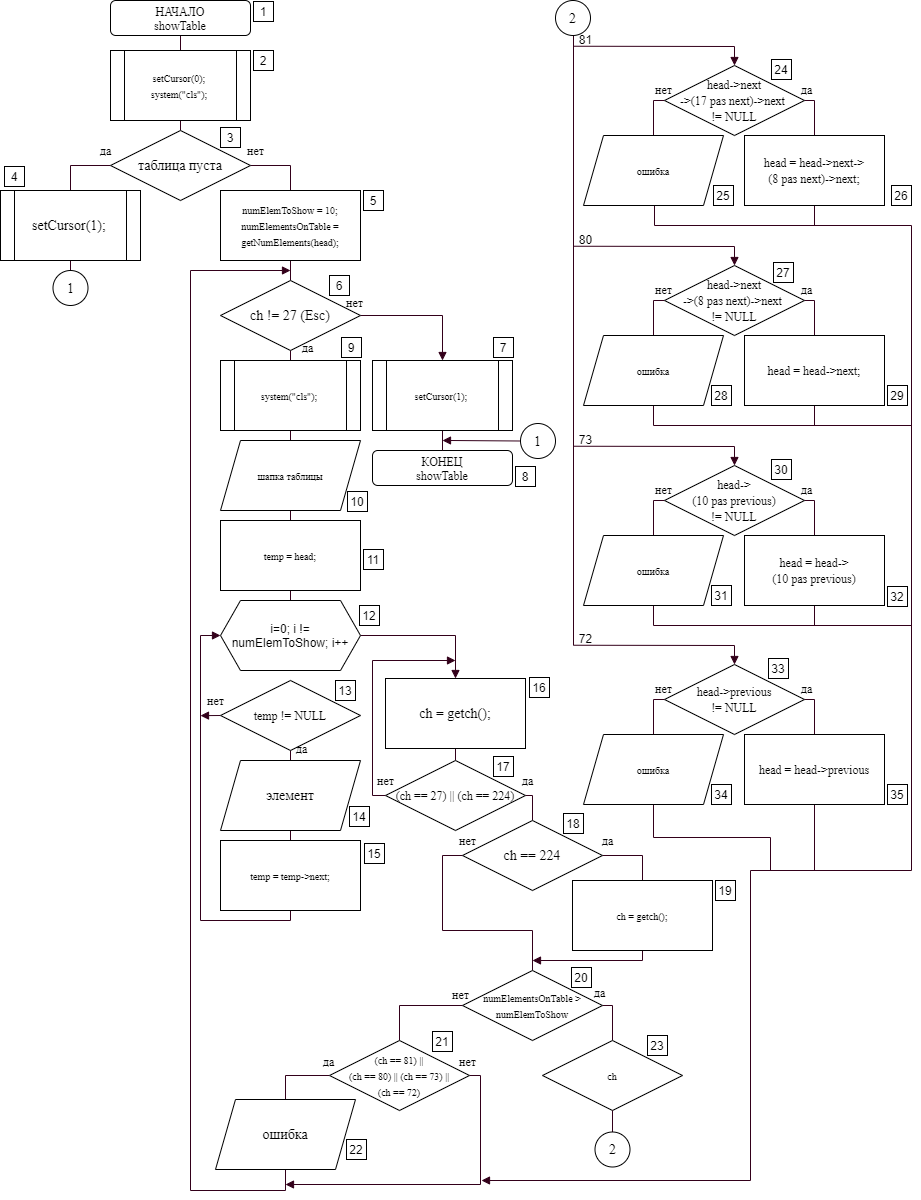 НАЧАЛО
showTable
1
setCursor(0);
system("cls");
2
таблица пуста
3
да
нет
4
setCursor(1);
1
numElemToShow = 10;
numElementsOnTable =
getNumElements(head);
5
ch != 27 (Esc)
6
нет
да
system("cls");
9
setCursor(1);
7
1
КОНЕЦ
showTable
8
шапка таблицы
10
temp = head;
11
i=0; i !=
numElemToShow; i++
12
temp != NULL
13
нет
да
элемент
14
temp = temp->next;
15
ch = getch();
16
(ch == 27) || (ch == 224)
17
нет
да
ch == 224
18
нет
да
ch = getch();
19
numElementsOnTable >
numElemToShow
20
нет
да
(ch == 81) ||
(ch == 80) || (ch == 73) ||
(ch == 72)
21
да
нет
ошибка
22
ch
23
2
2
81
head->next
->(17 раз next)->next
!= NULL
24
нет
да
ошибка
25
head = head->next->
(8 раз next)->next;
26
80
head->next
->(8 раз next)->next
!= NULL
27
нет
да
ошибка
28
head = head->next;
29
73
head->
(10 раз previous)
!= NULL
30
нет
да
ошибка
31
head = head->
(10 раз previous)
32
72
head->previous
!= NULL
33
нет
да
ошибка
34
head = head->previous
35